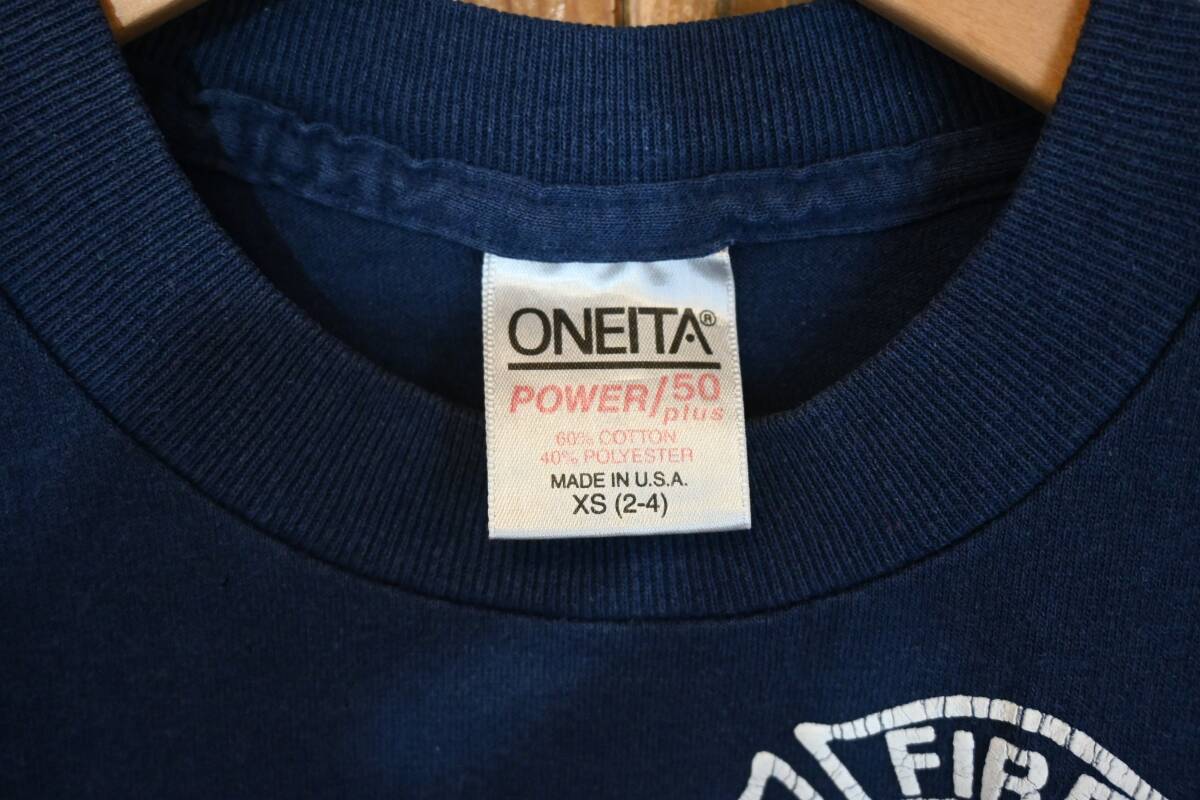 ONEITA®
POWER/50 plus
60% COTTON
40% POLYESTER
MADE IN U.S.A.
XS (2-4)